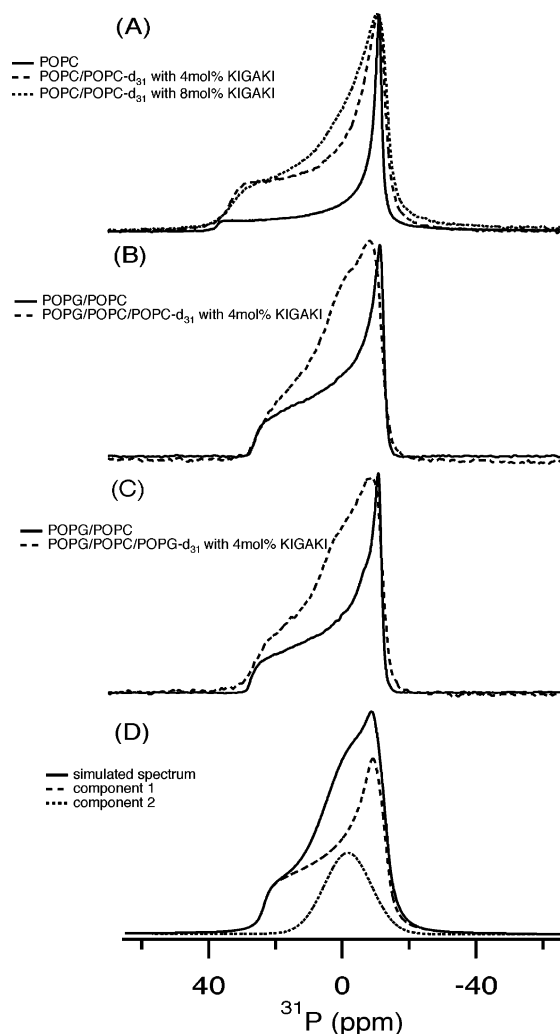 (A)
POPC
POPC/POPC-d31 with 4mol% KIGAKI
POPC/POPC-d31 with 8mol% KIGAKI
(B)
POPG/POPC
POPG/POPC/POPC-d31 with 4mol% KIGAKI
(C)
POPG/POPC
POPG/POPC/POPG-d31 with 4mol% KIGAKI
(D)
simulated spectrum
component 1
component 2
40 0 -40
31P (ppm)